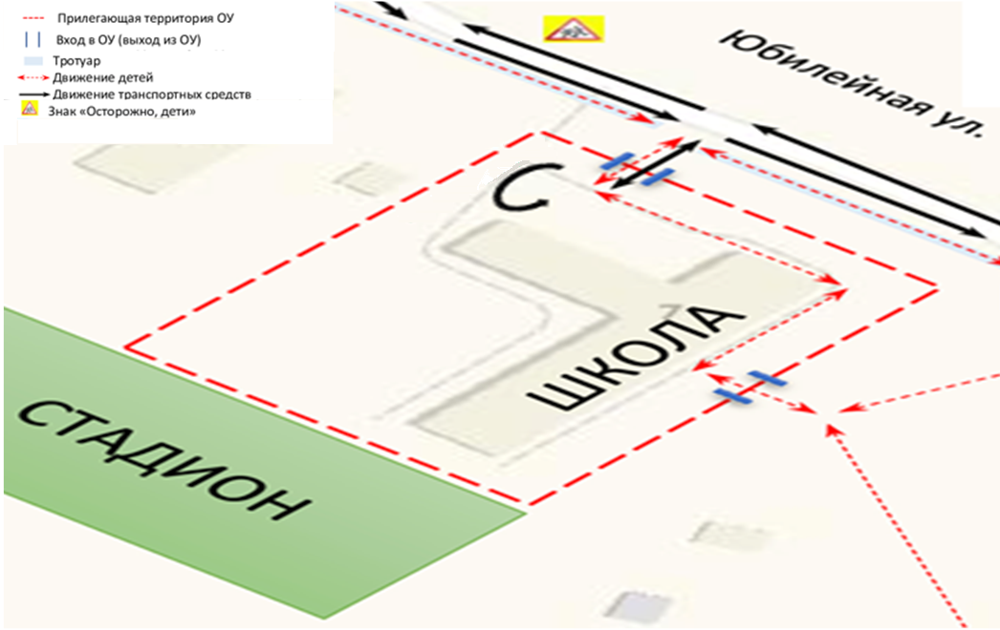 Прилегающая территория ОУ
Вход в ОУ (выход из ОУ)
Тротуар
Движение детей
Движение транспортных средств
Знак «Осторожно, дети»
Юбилейная ул.
ШКОЛА
СТАДИОН